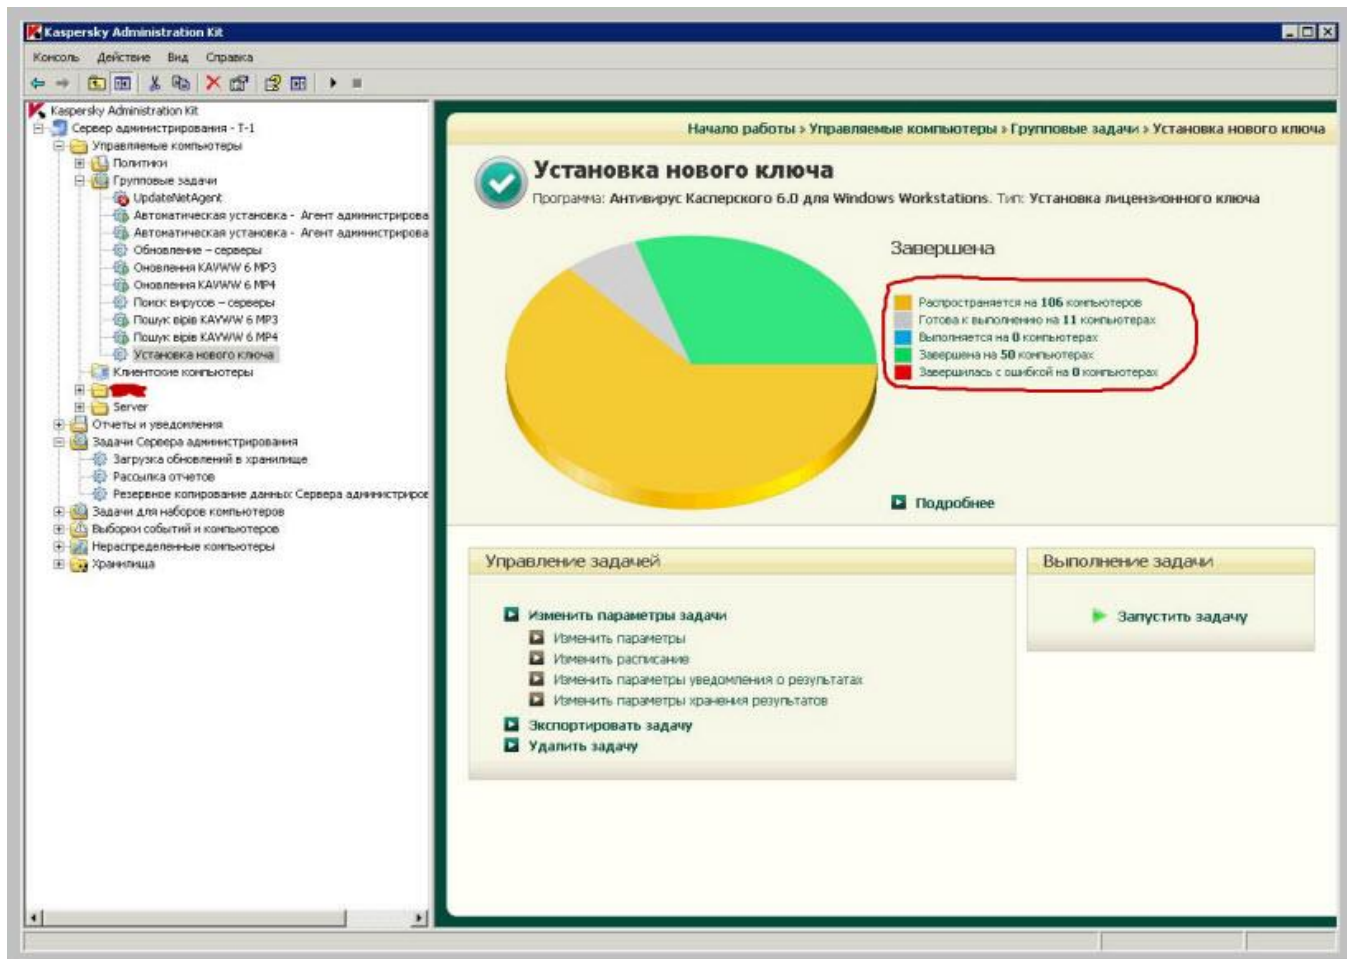 Kaspersky Administration Kit
Консоль Действие Вид Справка
Kaspersky Administration Kit
Сервер администрирования - T-1
Управляемые компьютеры
Политики
Групповые задачи
UpdateNetAgent
Автоматическая установка - Агент администрирова
Автоматическая установка - Агент администрирова
Обновление – серверы
Оновлення KAVWW 6 MP3
Оновлення KAVWW 6 MP4
Поиск вирусов – серверы
Пошук вірів KAVWW 6 MP3
Пошук вірів KAVWW 6 MP4
Установка нового ключа
Клиентские компьютеры
Server
Отчеты и уведомления
Задачи Сервера администрирования
Загрузка обновлений в хранилище
Рассылка отчетов
Резервное копирование данных Сервера администриров
Задачи для наборов компьютеров
Выборки событий и компьютеров
Нераспределенные компьютеры
Хранилища
Начало работы › Управляемые компьютеры › Групповые задачи › Установка нового ключа
Установка нового ключа
Программа: Антивирус Касперского 6.0 для Windows Workstations. Тип: Установка лицензионного ключа
Завершена
Распространяется на 106 компьютеров
Готова к выполнению на 11 компьютерах
Выполняется на 0 компьютерах
Завершена на 50 компьютерах
Завершилась с ошибкой на 0 компьютерах
Подробнее
Управление задачей
Изменить параметры задачи
Изменить параметры
Изменить расписание
Изменить параметры уведомления о результатах
Изменить параметры хранения результатов
Экспортировать задачу
Удалить задачу
Выполнение задачи
Запустить задачу